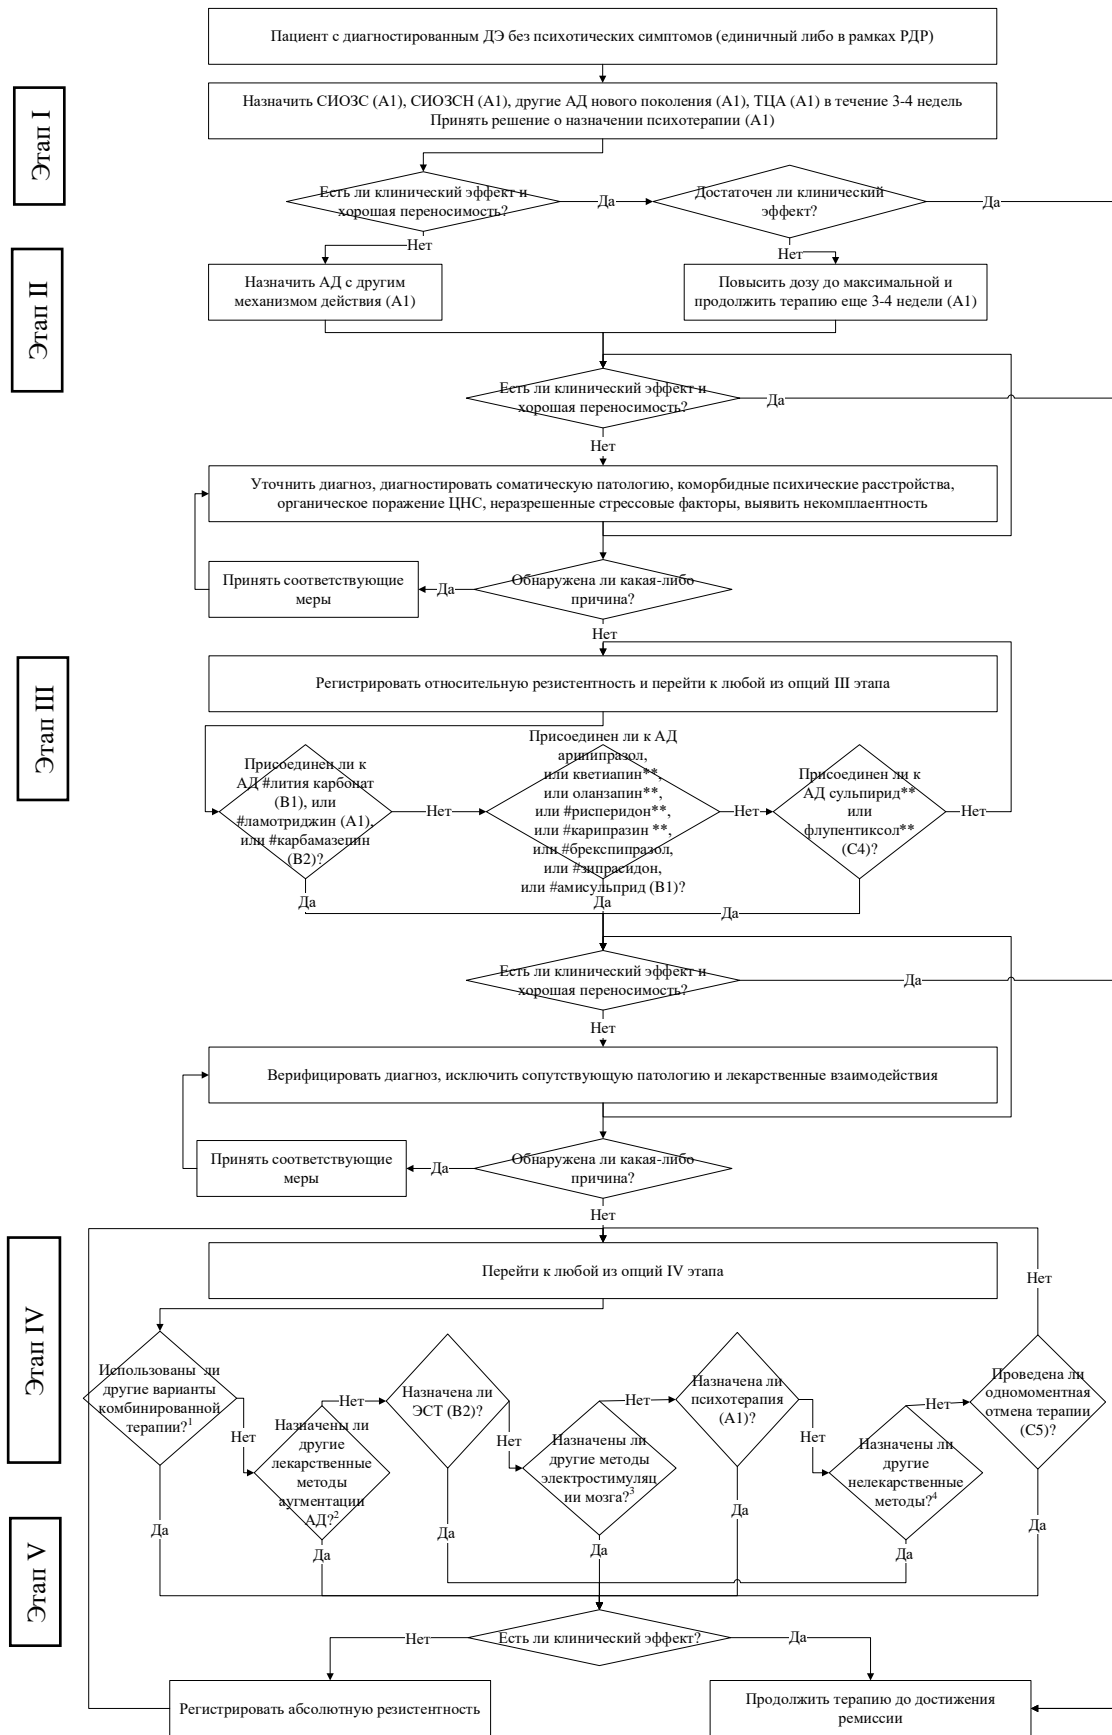 Пациент с диагностированным ДЭ без психотических симптомов (единичный либо в рамках РДР)
Этап I
Назначить СИОЗС (А1), СИОЗСН (А1), другие АД нового поколения (А1), ТЦА (А1) в течение 3-4 недель
Принять решение о назначении психотерапии (А1)
Есть ли клинический эффект и
хорошая переносимость?
Да
Достаточен ли клинический
эффект?
Да
Нет
Нет
Этап II
Назначить АД с другим
механизмом действия (А1)
Повысить дозу до максимальной и
продолжить терапию еще 3-4 недели (А1)
Есть ли клинический эффект и
хорошая переносимость?
Да
Нет
Уточнить диагноз, диагностировать соматическую патологию, коморбидные психические расстройства,
органическое поражение ЦНС, неразрешенные стрессовые факторы, выявить некомплаентность
Принять соответствующие
меры
Да
Обнаружена ли какая-либо
причина?
Нет
Этап III
Регистрировать относительную резистентность и перейти к любой из опций III этапа
Присоединен ли к
АД #лития карбонат
(В1), или
#ламотриджин (А1),
или #карбамазепин
(В2)?
Нет
Присоединен ли к АД
арипипразол,
или кветиапин**,
или оланзапин**,
или #рисперидон**,
или #карипразин **,
или #брекспипразол,
или #зипрасидон,
или #амисульприд (В1)?
Нет
Присоединен ли к
АД сульпирид**
или
флупентиксол**
(С4)?
Нет
Да
Да
Да
Есть ли клинический эффект и
хорошая переносимость?
Да
Нет
Верифицировать диагноз, исключить сопутствующую патологию и лекарственные взаимодействия
Принять соответствующие
меры
Да
Обнаружена ли какая-либо
причина?
Нет
Этап IV
Перейти к любой из опций IV этапа
Нет
Использованы ли
другие варианты
комбинированной
терапии?¹
Нет
Назначены ли
другие
лекарственные
методы
аугментации
АД?²
Нет
Назначена ли
ЭСТ (В2)?
Нет
Назначены ли
другие методы
электростимуляц
ии мозга?³
Нет
Назначена ли
психотерапия
(А1)?
Нет
Назначены ли
другие
нелекарственные
методы?⁴
Нет
Проведена ли
одномоментная
отмена терапии
(С5)?
Этап V
Да
Да
Да
Да
Да
Да
Есть ли клинический эффект?
Нет
Да
Регистрировать абсолютную резистентность
Продолжить терапию до достижения
ремиссии